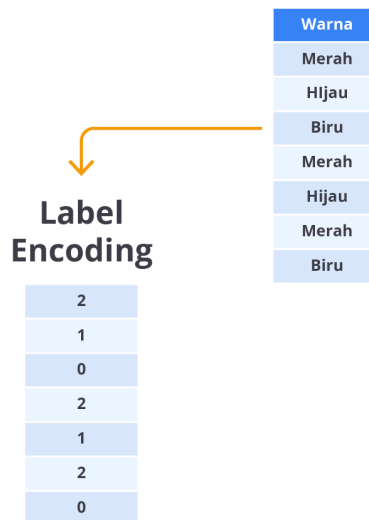 Warna
Merah
HIjau
Biru
Merah
Hijau
Merah
Biru
Label
Encoding
2
1
0
2
1
2
0